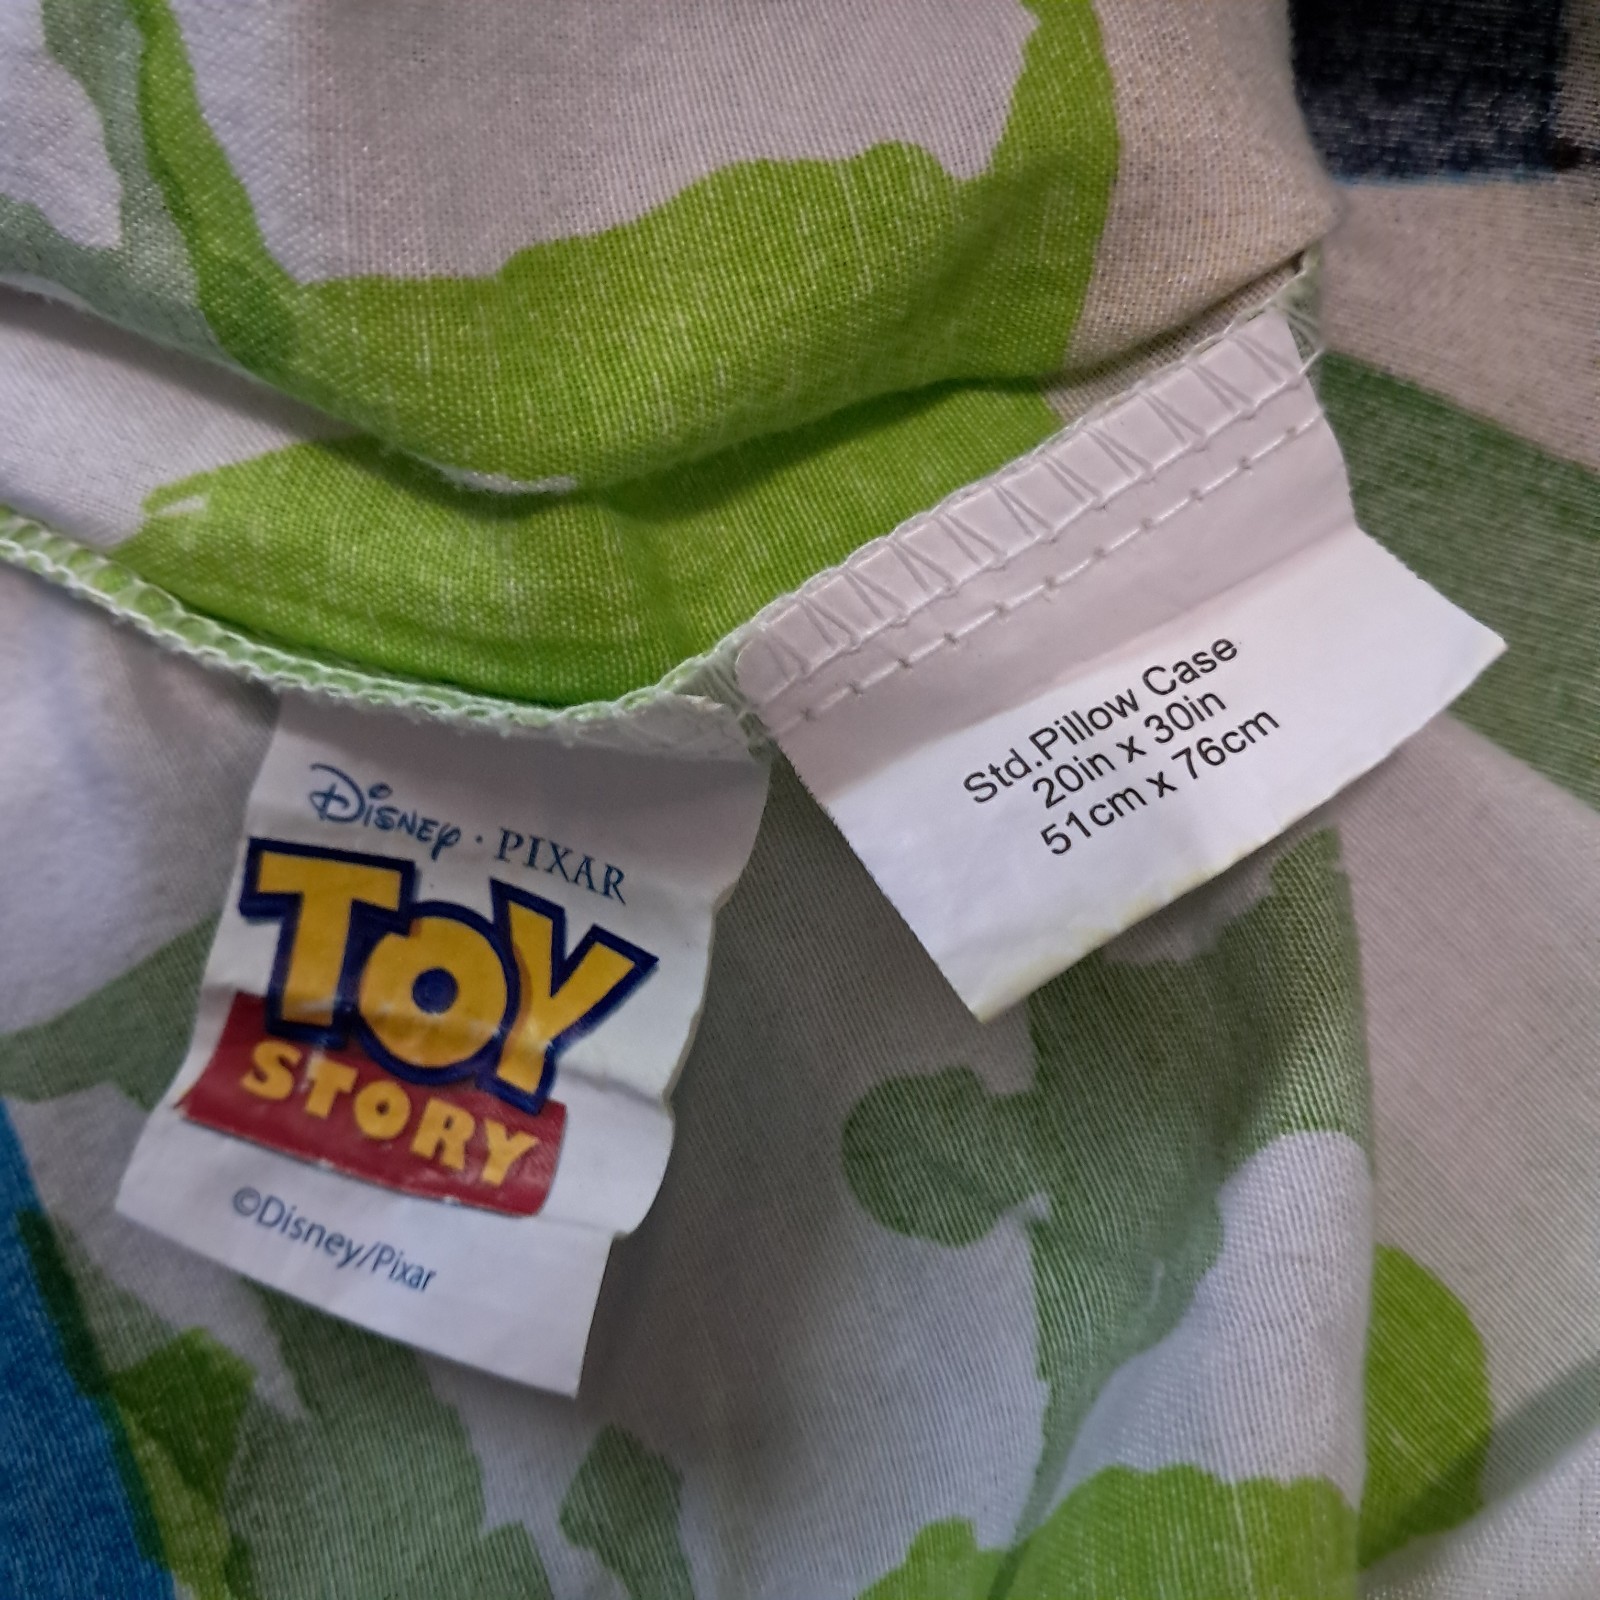 Disney · PIXAR
TOY
STORY
©Disney/Pixar
Std.Pillow Case
20in x 30in
51cm x 76cm